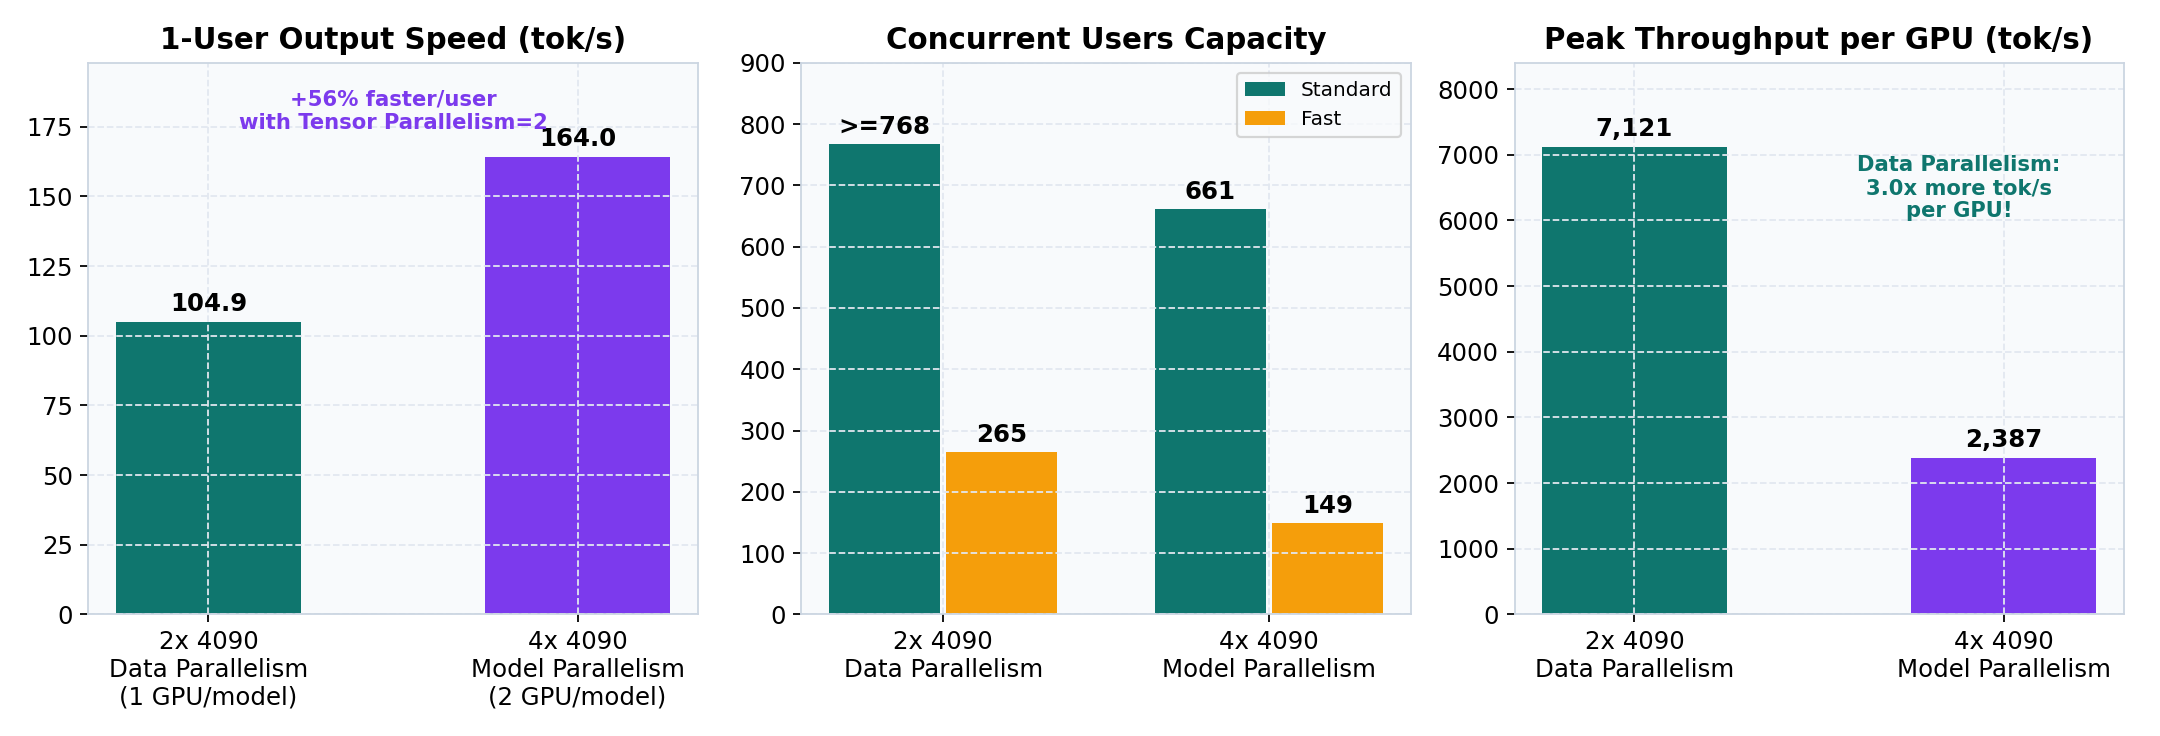 1-User Output Speed (tok/s)
+56% faster/user
with Tensor Parallelism=2
164.0
104.9
175
150
125
100
75
50
25
0
2x 4090
Data Parallelism
(1 GPU/model)
4x 4090
Model Parallelism
(2 GPU/model)
Concurrent Users Capacity
Standard
Fast
>=768
265
661
149
900
800
700
600
500
400
300
200
100
0
2x 4090
Data Parallelism
4x 4090
Model Parallelism
Peak Throughput per GPU (tok/s)
7,121
Data Parallelism:
3.0x more tok/s
per GPU!
2,387
8000
7000
6000
5000
4000
3000
2000
1000
0
2x 4090
Data Parallelism
4x 4090
Model Parallelism